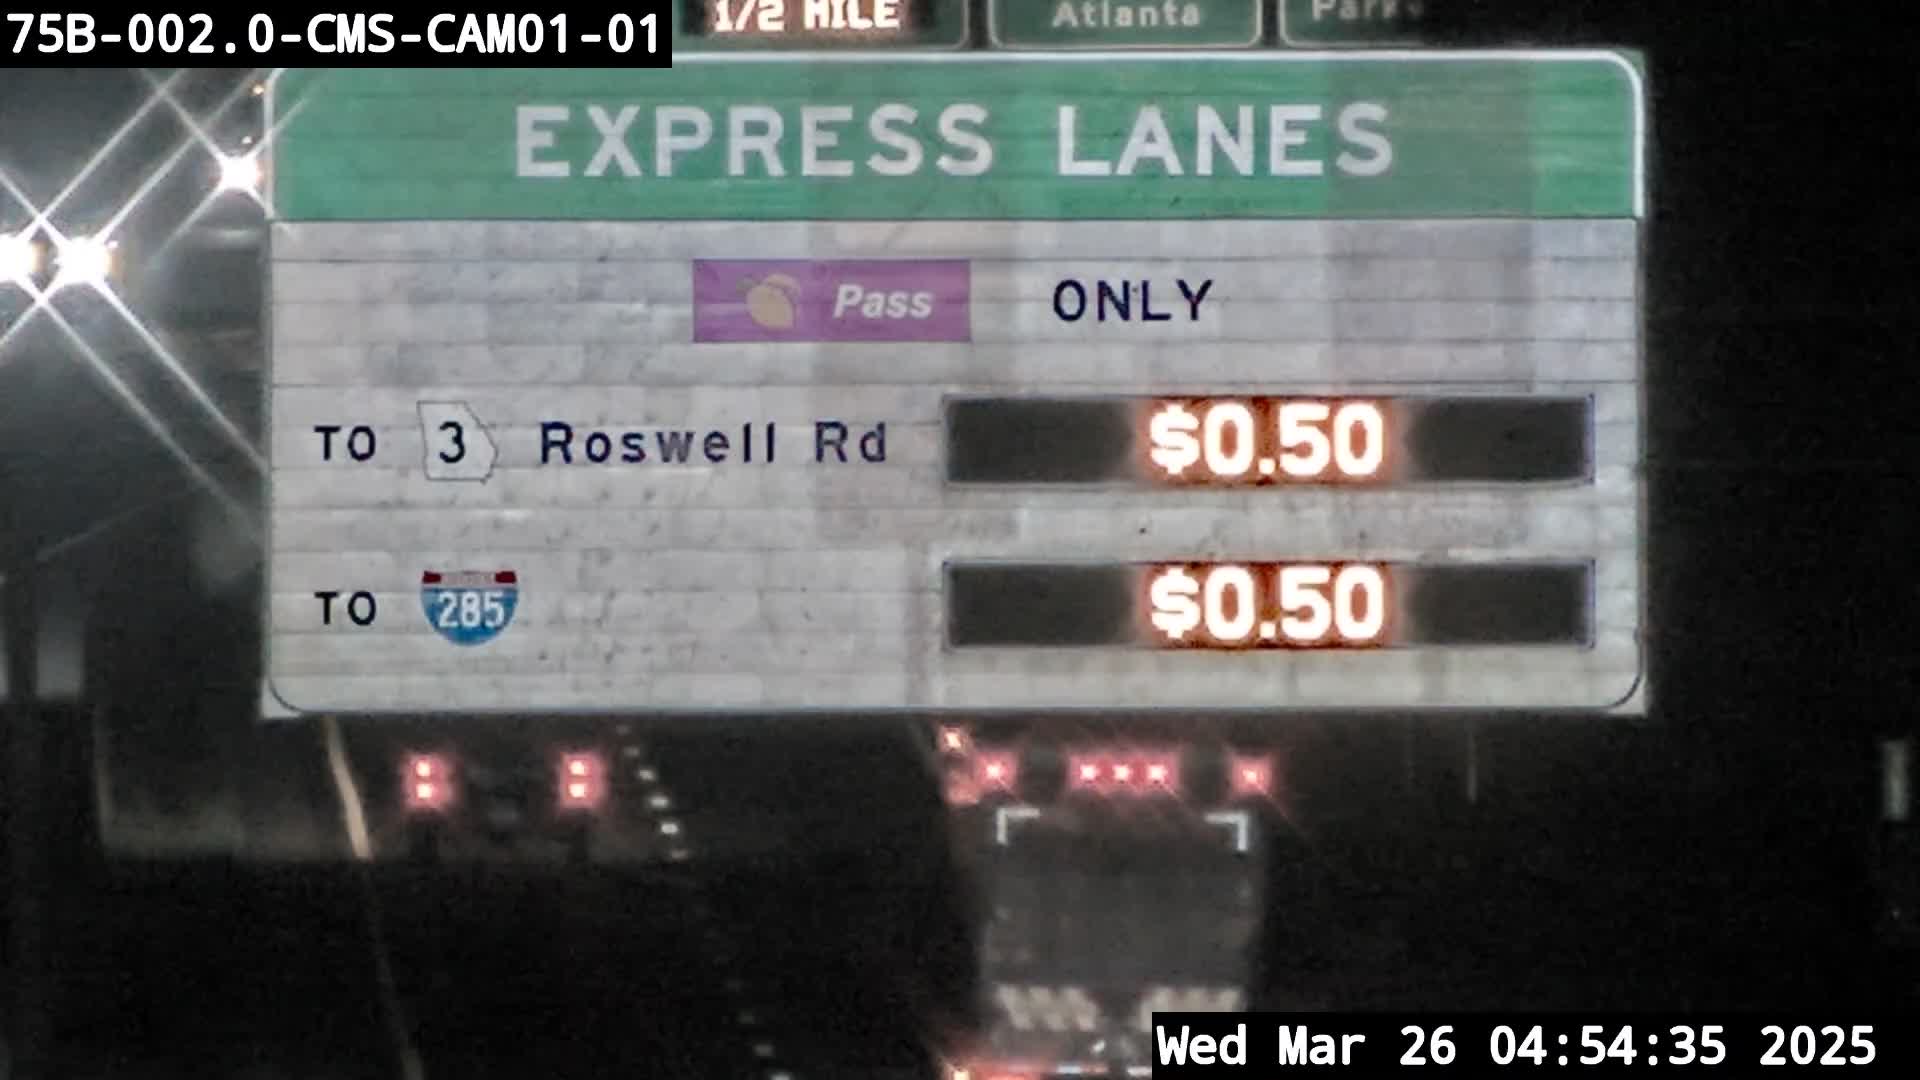 75B-002.0-CMS-CAM01-01
1/2 MILE
Atlanta
EXPRESS LANES
Pass ONLY
TO 3 Roswell Rd $0.50
TO 285 $0.50
Wed Mar 26 04:54:35 2025